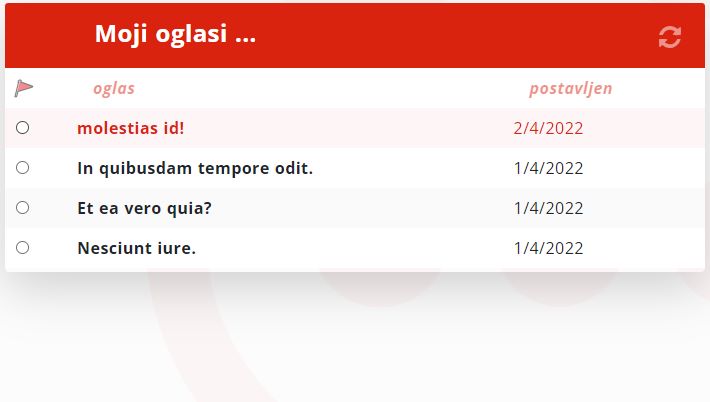 Moji oglasi ...
oglas postavljen
molestias id! 2/4/2022
In quibusdam tempore odit. 1/4/2022
Et ea vero quia? 1/4/2022
Nesciunt iure. 1/4/2022